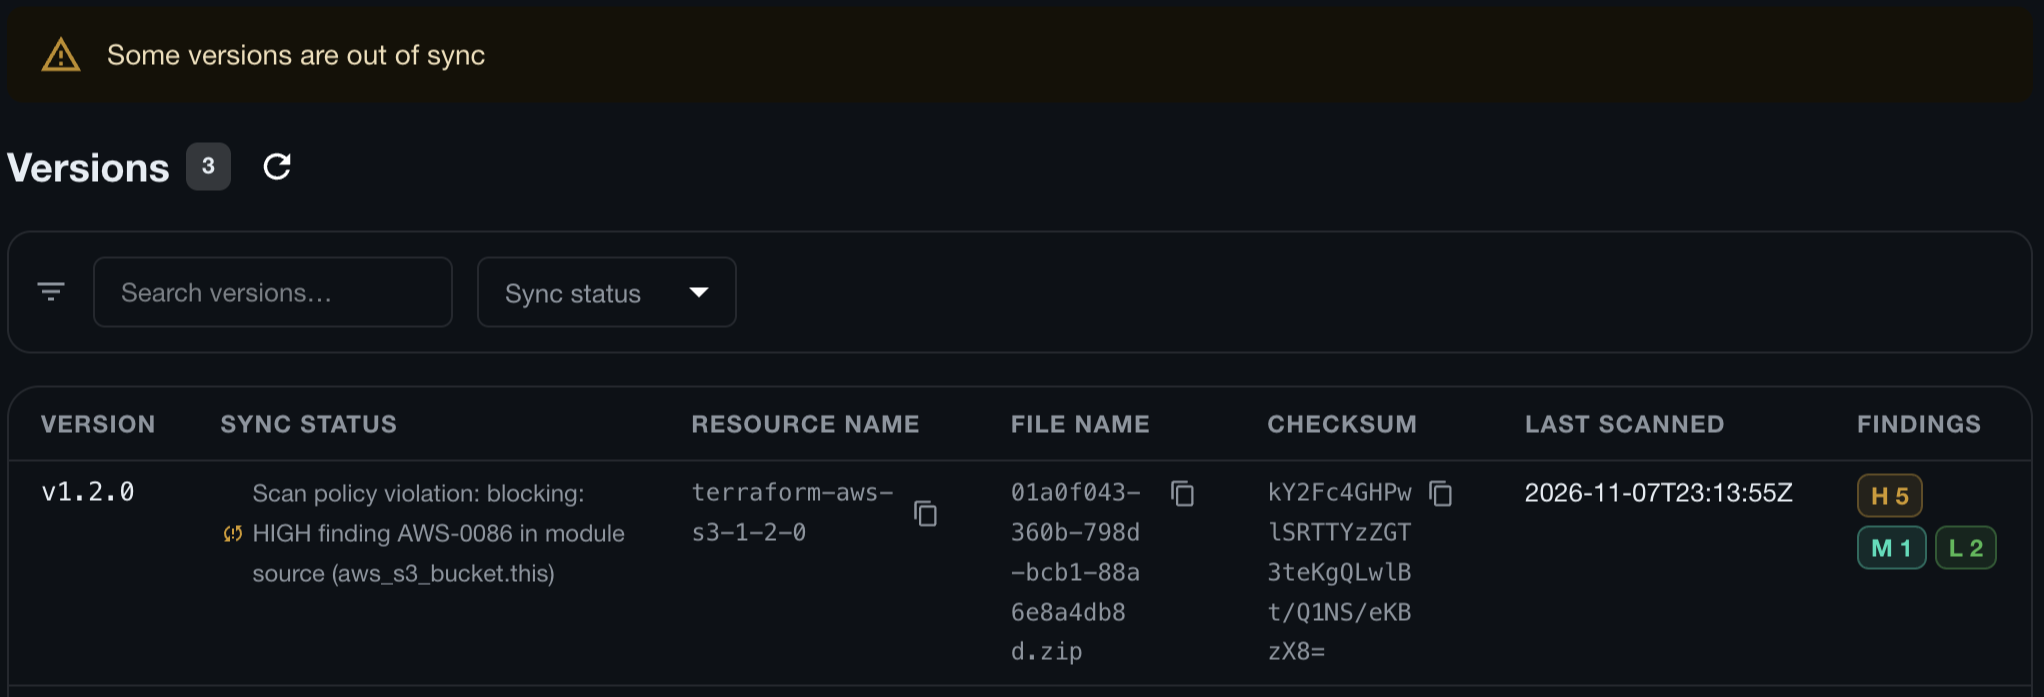 Some versions are out of sync
Versions 3
Search versions...
Sync status
VERSION SYNC STATUS RESOURCE NAME FILE NAME CHECKSUM LAST SCANNED FINDINGS
v1.2.0
Scan policy violation: blocking:
HIGH finding AWS-0086 in module
source (aws_s3_bucket.this)
terraform-aws-
s3-1-2-0
01a0f043-
360b-798d
-bcb1-88a
6e8a4db8
d.zip
kY2Fc4GHPw
lSRTTYzZGT
3teKgQLwlB
t/Q1NS/eKB
zX8=
2026-11-07T23:13:55Z
H 5
M 1 L 2